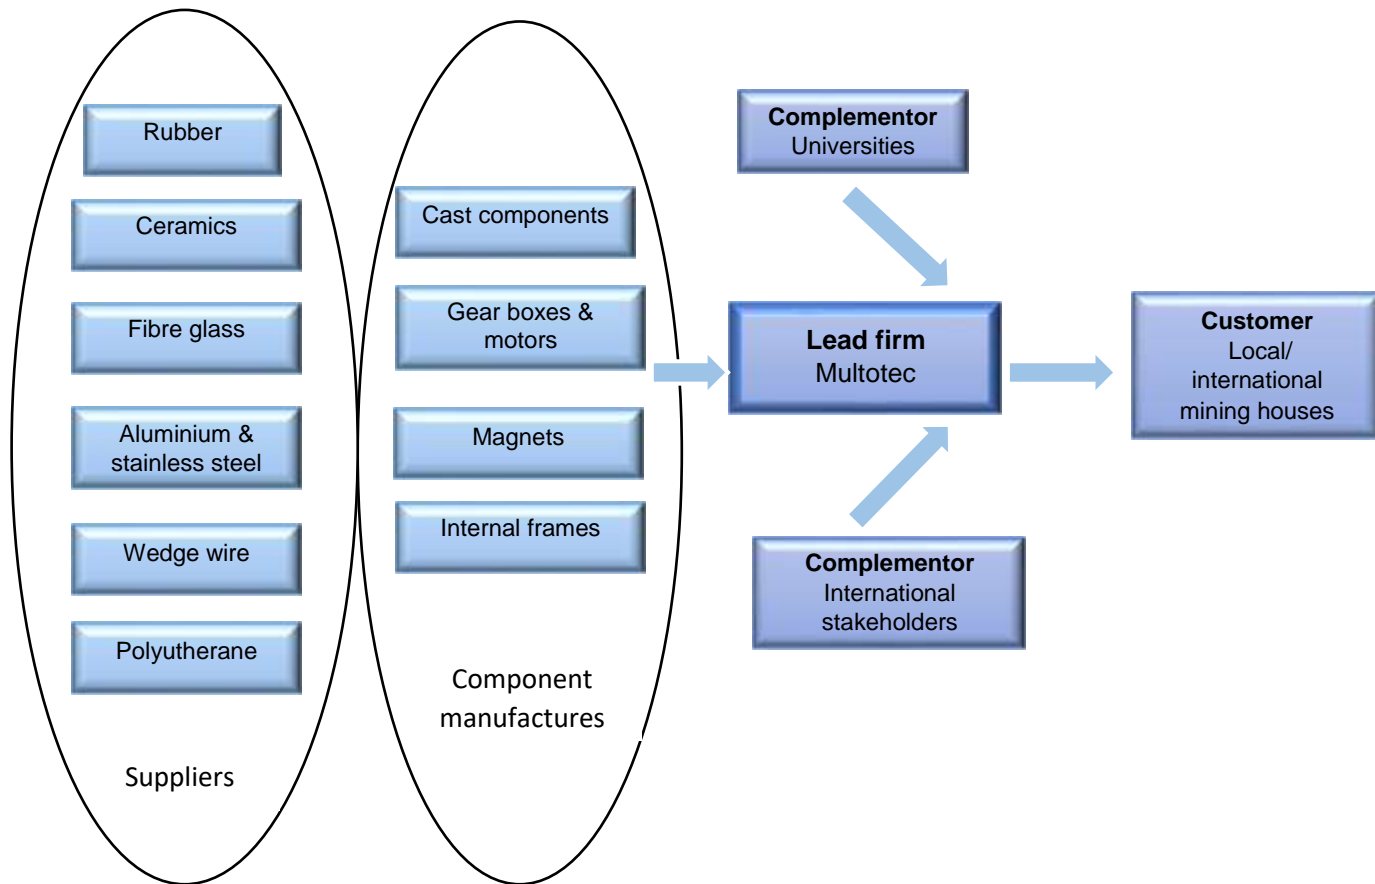 Rubber
Ceramics
Fibre glass
Aluminium &
stainless steel
Wedge wire
Polyutherane
Suppliers
Cast components
Gear boxes &
motors
Magnets
Internal frames
Component
manufactures
Complementor
Universities
Lead firm
Multotec
Complementor
International
stakeholders
Customer
Local/
international
mining houses